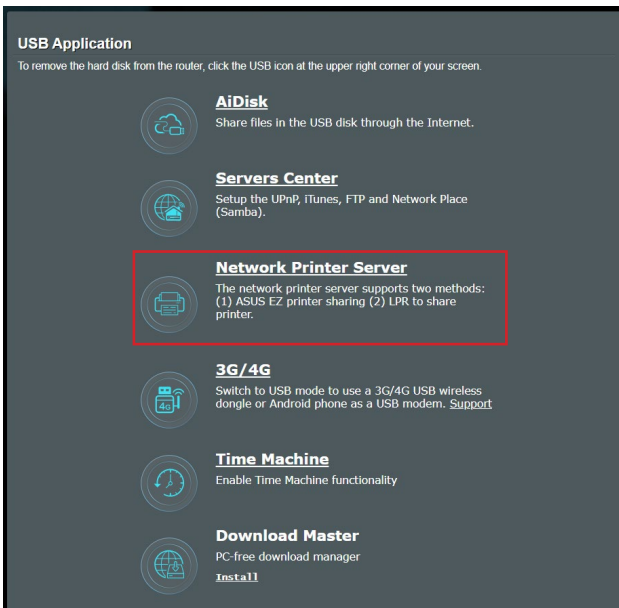 USB Application
To remove the hard disk from the router, click the USB icon at the upper right corner of your screen.
AiDisk
Share files in the USB disk through the Internet.
Servers Center
Setup the UPnP, iTunes, FTP and Network Place
(Samba).
Network Printer Server
The network printer server supports two methods:
(1) ASUS EZ printer sharing (2) LPR to share
printer.
3G/4G
Switch to USB mode to use a 3G/4G USB wireless
dongle or Android phone as a USB modem. Support
4G
Time Machine
Enable Time Machine functionality
Download Master
PC-free download manager
Install